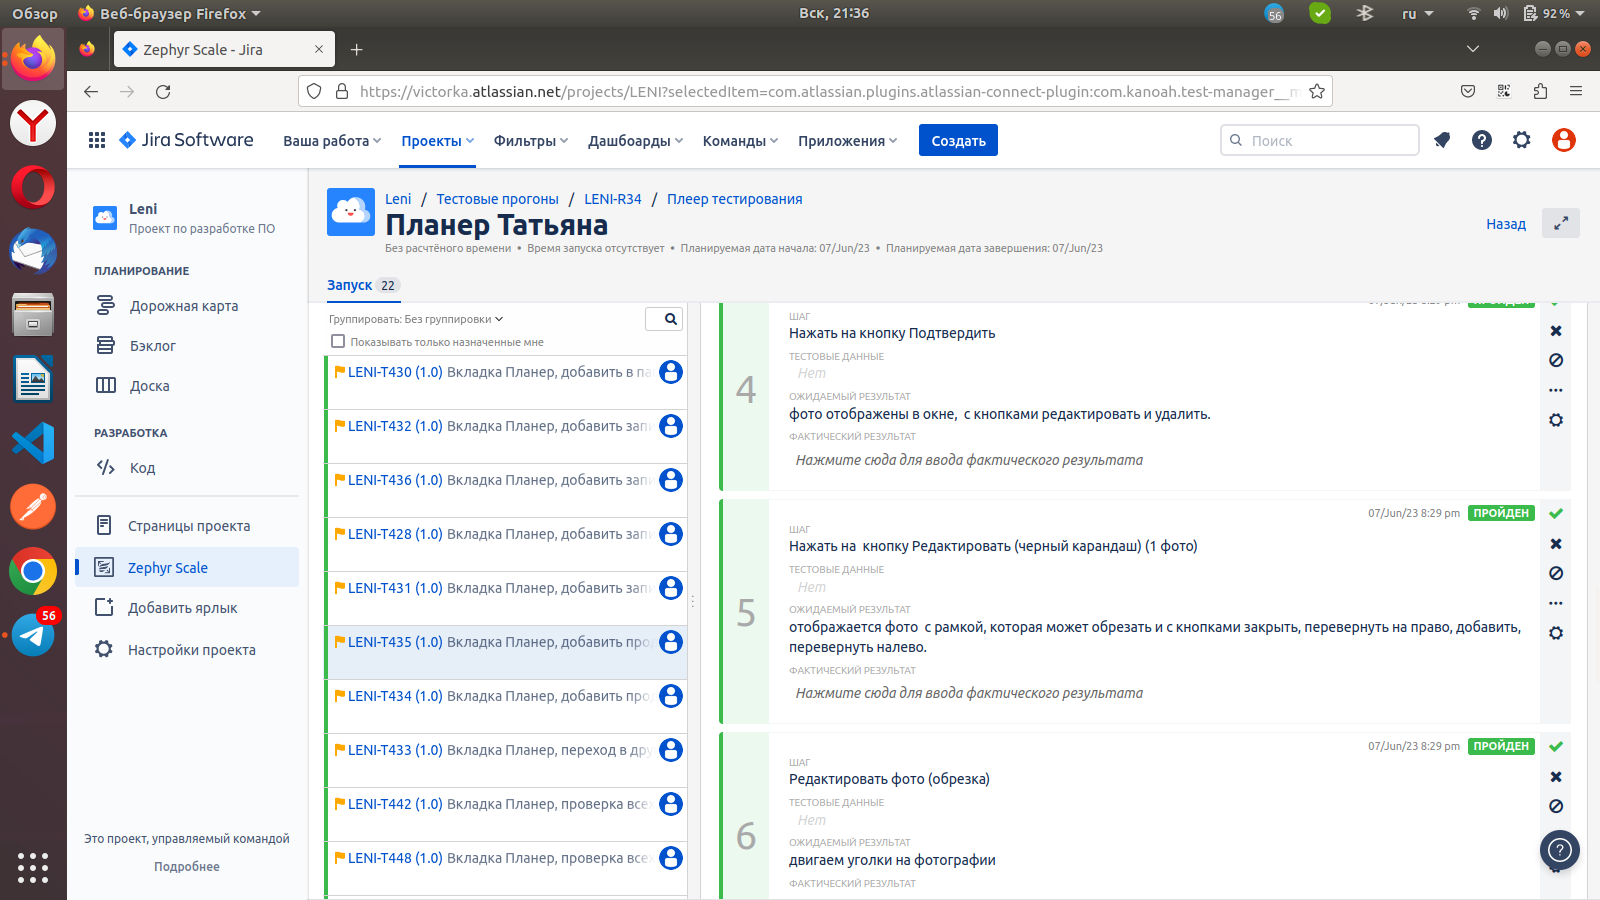 Обзор
Веб-браузер Firefox
Вск, 21:36
56
ru
92 %
Zephyr Scale - Jira
https://victorka.atlassian.net/projects/LENI?selectedItem=com.atlassian.plugins.atlassian-connect-plugin:com.kanoah.test-manager__m
Jira Software
Ваша работа
Проекты
Фильтры
Дашборды
Команды
Приложения
Создать
Поиск
Leni
Проект по разработке ПО
ПЛАНИРОВАНИЕ
Дорожная карта
Бэклог
Доска
РАЗРАБОТКА
Код
Страницы проекта
Zephyr Scale
Добавить ярлык
Настройки проекта
Это проект, управляемый командой
Подробнее
56
Leni / Тестовые прогоны / LENI-R34 / Плеер тестирования
Планер Татьяна
Без расчтёного времени • Время запуска отсутствует • Планируемая дата начала: 07/Jun/23 • Планируемая дата завершения: 07/Jun/23
Назад
Запуск 22
Группировать: Без группировки
Показывать только назначенные мне
LENI-T430 (1.0) Вкладка Планер, добавить в па
LENI-T432 (1.0) Вкладка Планер, добавить запи
LENI-T436 (1.0) Вкладка Планер, добавить запи
LENI-T428 (1.0) Вкладка Планер, добавить запи
LENI-T431 (1.0) Вкладка Планер, добавить запи
LENI-T435 (1.0) Вкладка Планер, добавить прод
LENI-T434 (1.0) Вкладка Планер, добавить прод
LENI-T433 (1.0) Вкладка Планер, переход в дру
LENI-T442 (1.0) Вкладка Планер, проверка всех
LENI-T448 (1.0) Вкладка Планер, проверка всех
4
ШАГ
Нажать на кнопку Подтвердить
ТЕСТОВЫЕ ДАННЫЕ
Нет
ОЖИДАЕМЫЙ РЕЗУЛЬТАТ
фото отображены в окне, с кнопками редактировать и удалить.
ФАКТИЧЕСКИЙ РЕЗУЛЬТАТ
Нажмите сюда для ввода фактического результата
07/Jun/23 8:29 pm ПРОЙДЕН
5
ШАГ
Нажать на кнопку Редактировать (черный карандаш) (1 фото)
ТЕСТОВЫЕ ДАННЫЕ
Нет
ОЖИДАЕМЫЙ РЕЗУЛЬТАТ
отображается фото с рамкой, которая может обрезать и с кнопками закрыть, перевернуть на право, добавить,
перевернуть налево.
ФАКТИЧЕСКИЙ РЕЗУЛЬТАТ
Нажмите сюда для ввода фактического результата
07/Jun/23 8:29 pm ПРОЙДЕН
6
ШАГ
Редактировать фото (обрезка)
ТЕСТОВЫЕ ДАННЫЕ
Нет
ОЖИДАЕМЫЙ РЕЗУЛЬТАТ
двигаем уголки на фотографии
ФАКТИЧЕСКИЙ РЕЗУЛЬТАТ